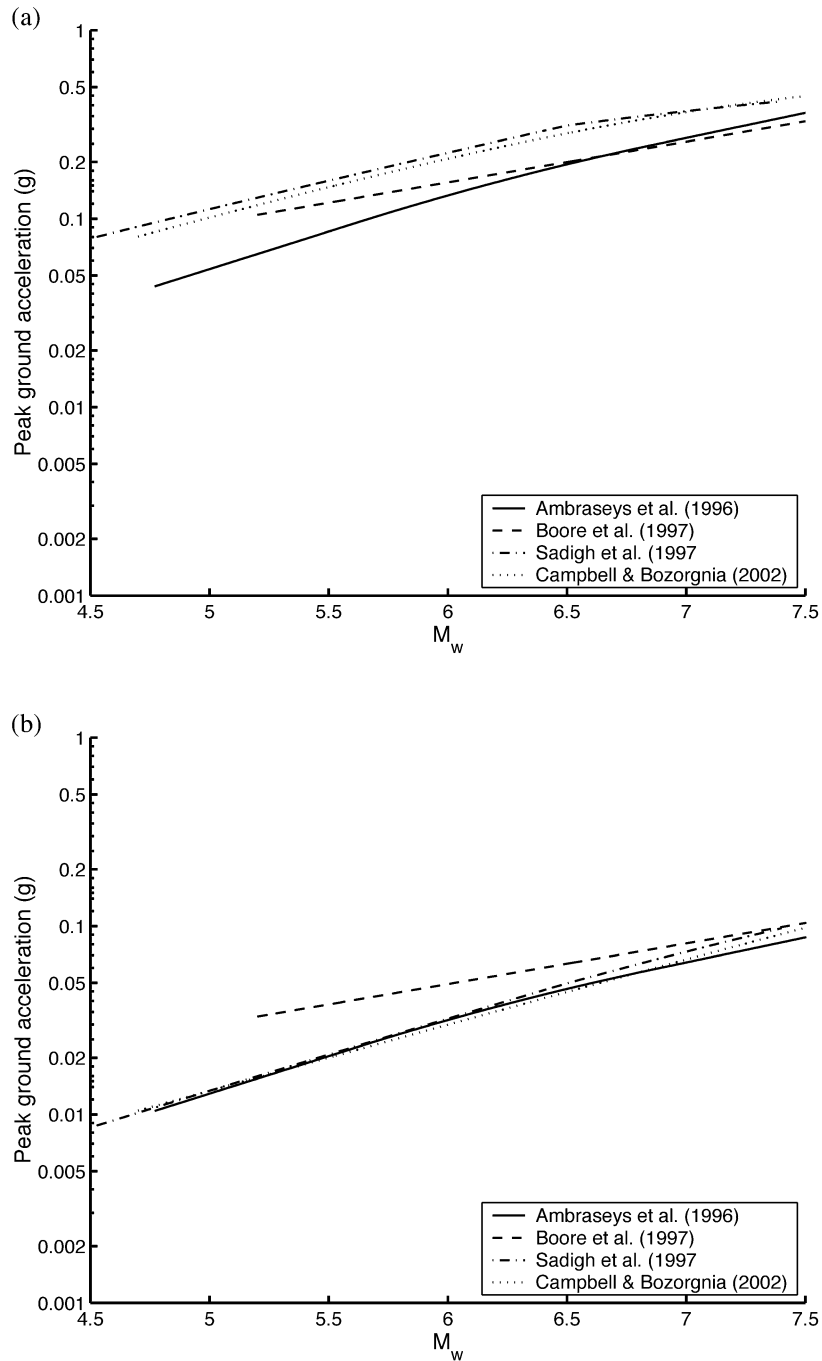 (a)
Peak ground acceleration (g)
1
0.5
0.2
0.1
0.05
0.02
0.01
0.005
0.002
0.001
Ambraseys et al. (1996)
Boore et al. (1997)
Sadigh et al. (1997
Campbell & Bozorgnia (2002)
4.5 5 5.5 6 6.5 7 7.5
Mw
(b)
Peak ground acceleration (g)
1
0.5
0.2
0.1
0.05
0.02
0.01
0.005
0.002
0.001
Ambraseys et al. (1996)
Boore et al. (1997)
Sadigh et al. (1997
Campbell & Bozorgnia (2002)
4.5 5 5.5 6 6.5 7 7.5
Mw